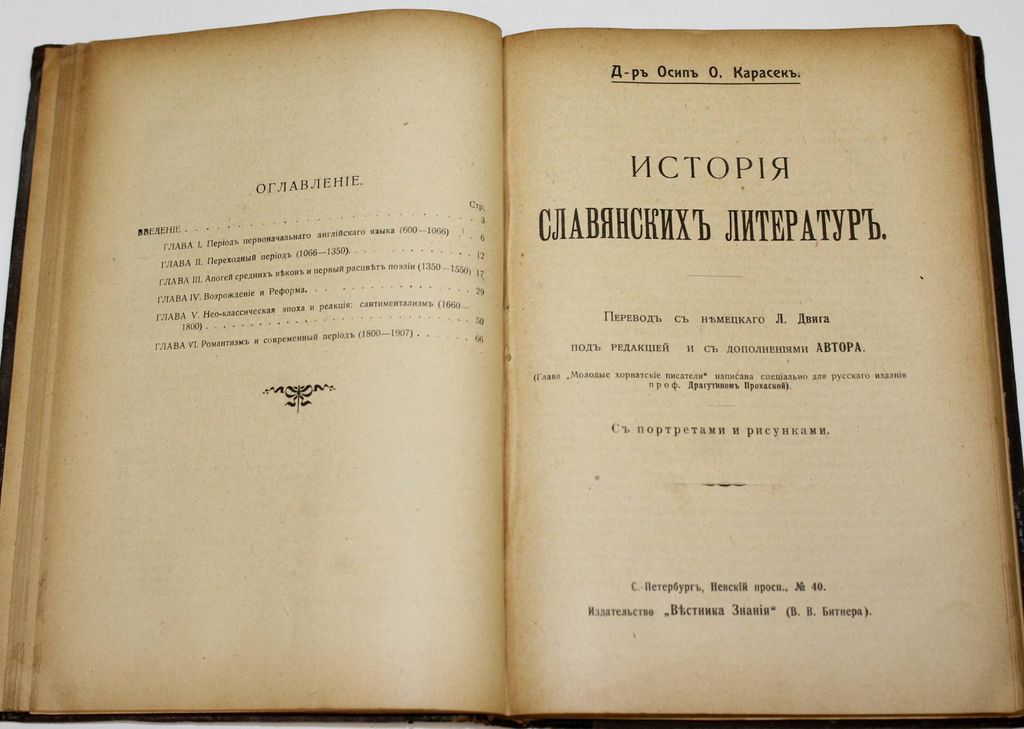 ОГЛАВЛЕНІЕ.
Стр.
ВВЕДЕНІЕ . . . . . . . . . . . . . . . . . . . 3
ГЛАВА I. Періодъ первоначальнаго англійскаго языка (600—1066) . . 6
ГЛАВА II. Переходный періодъ (1066—1350). . . . . . . . . . 12
ГЛАВА III. Апогей среднихъ вѣковъ и первый расцвѣтъ поэзіи (1350—1550) 17
ГЛАВА IV. Возрожденіе и Реформа. . . . . . . . . . . . . 29
ГЛАВА V. Нео-классическая эпоха и реакція: сантиментализмъ (1660—
1800) . . . . . . . . . . . . . . . . . . . . 50
ГЛАВА VI. Романтизмъ и современный періодъ (1800—1907) . . . . . 66
Д-ръ Осипъ О. Карасекъ.
ИСТОРІЯ
СЛАВЯНСКИХЪ ЛИТЕРАТУРЪ.
Переводъ съ нѣмецкаго Л. Двига
подъ редакціей и съ дополненіями АВТОРА.
(Глава „Молодые хорватскіе писатели" написана спеціально для русскаго изданія
проф. Драгутиномъ Прохаской).
Съ портретами и рисунками.
С.-Петербургъ, Невскій просп., № 40.
Издательство „Вѣстника Знанія" (В. В. Битнера).